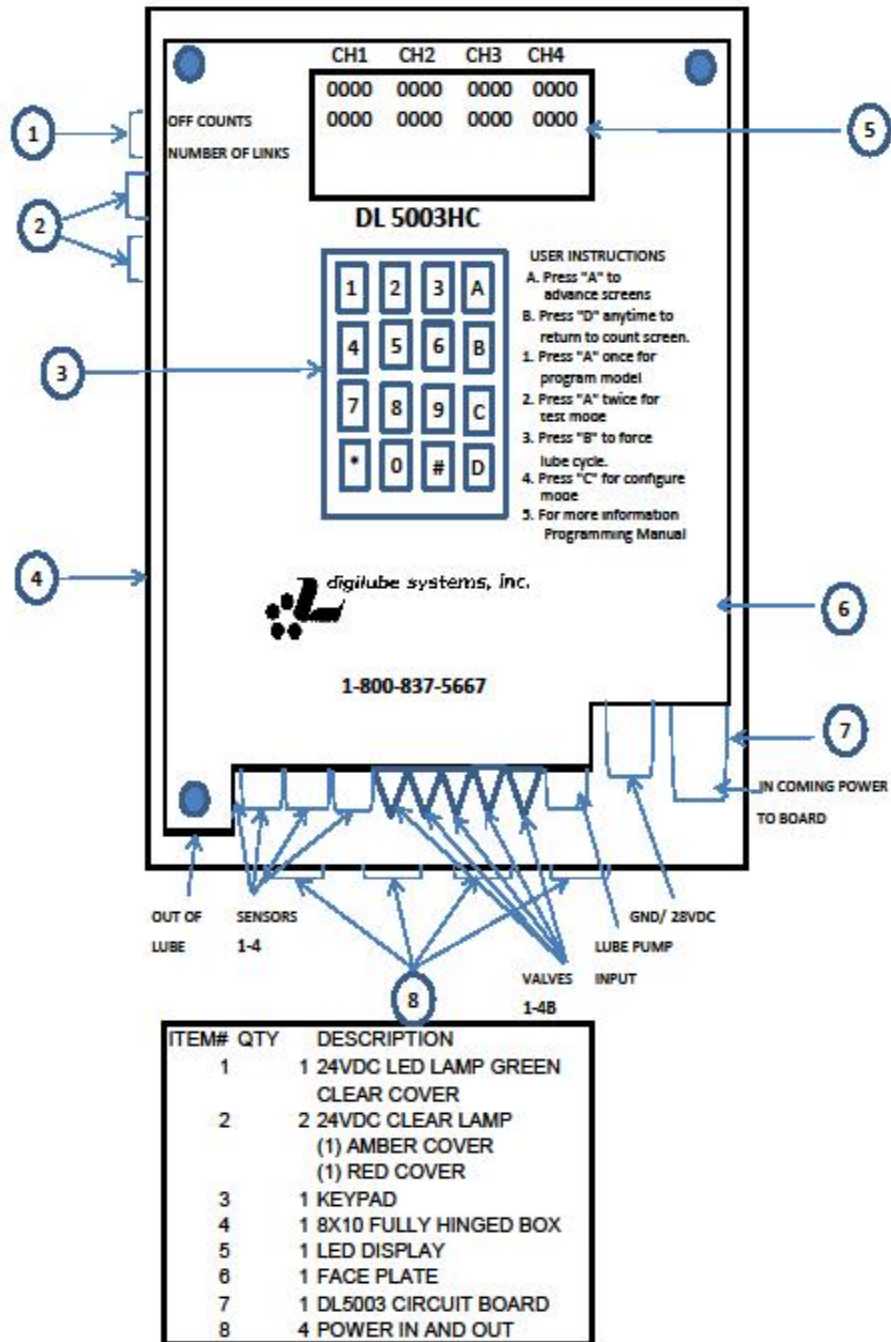 CH1 CH2 CH3 CH4
0000 0000 0000 0000
0000 0000 0000 0000
1
OFF COUNTS
NUMBER OF LINKS
5
2
DL 5003HC
1 2 3 A
4 5 6 B
7 8 9 C
* 0 # D
3
USER INSTRUCTIONS
A. Press "A" to
advance screens
B. Press "D" anytime to
return to count screen.
1. Press "A" once for
program model
2. Press "A" twice for
test mode
3. Press "B" to force
lube cycle.
4. Press "C" for configure
mode
5. For more information
Programming Manual
4
digilube systems, inc.
6
1-800-837-5667
7
IN COMING POWER
TO BOARD
OUT OF
LUBE
SENSORS
1-4
8
VALVES
1-4B
LUBE PUMP
INPUT
GND/ 28VDC
ITEM# QTY DESCRIPTION
1 1 24VDC LED LAMP GREEN
CLEAR COVER
2 2 24VDC CLEAR LAMP
(1) AMBER COVER
(1) RED COVER
3 1 KEYPAD
4 1 8X10 FULLY HINGED BOX
5 1 LED DISPLAY
6 1 FACE PLATE
7 1 DL5003 CIRCUIT BOARD
8 4 POWER IN AND OUT